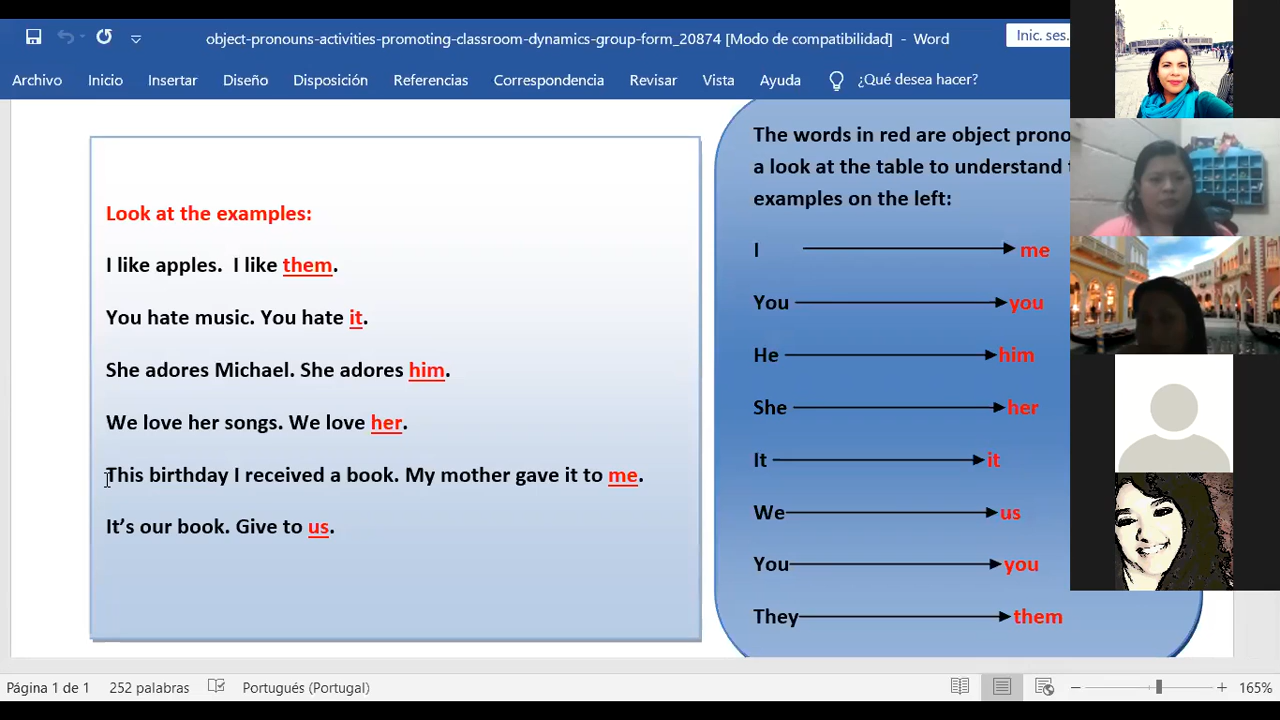 object-pronouns-activities-promoting-classroom-dynamics-group-form_20874 [Modo de compatibilidad] - Word
Inic. ses.
Archivo Inicio Insertar Diseño Disposición Referencias Correspondencia Revisar Vista Ayuda ¿Qué desea hacer?
Look at the examples:
I like apples. I like them.
You hate music. You hate it.
She adores Michael. She adores him.
We love her songs. We love her.
This birthday I received a book. My mother gave it to me.
It's our book. Give to us.
The words in red are object
a look at the table to understand
examples on the left:
I me
You you
He him
She her
It it
We us
You you
They them
Página 1 de 1 252 palabras Portugués (Portugal) 165%